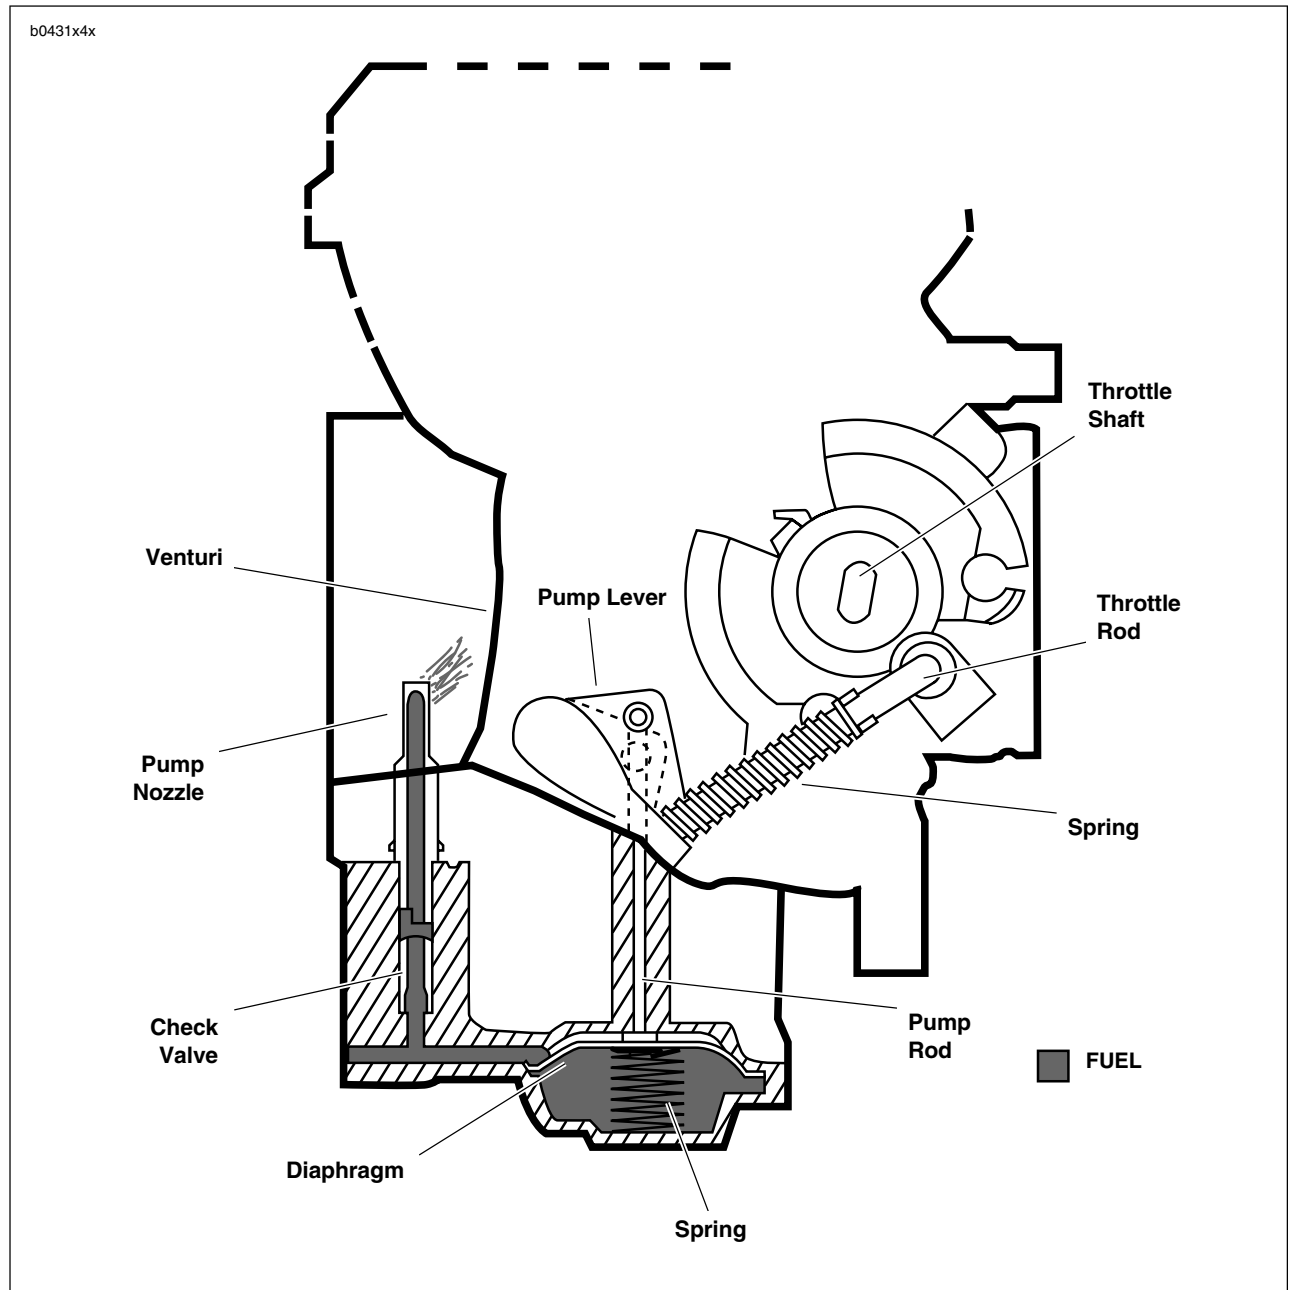 b0431x4x
Throttle
Shaft
Venturi
Pump Lever
Throttle
Rod
Pump
Nozzle
Spring
Check
Valve
Pump
Rod
FUEL
Diaphragm
Spring